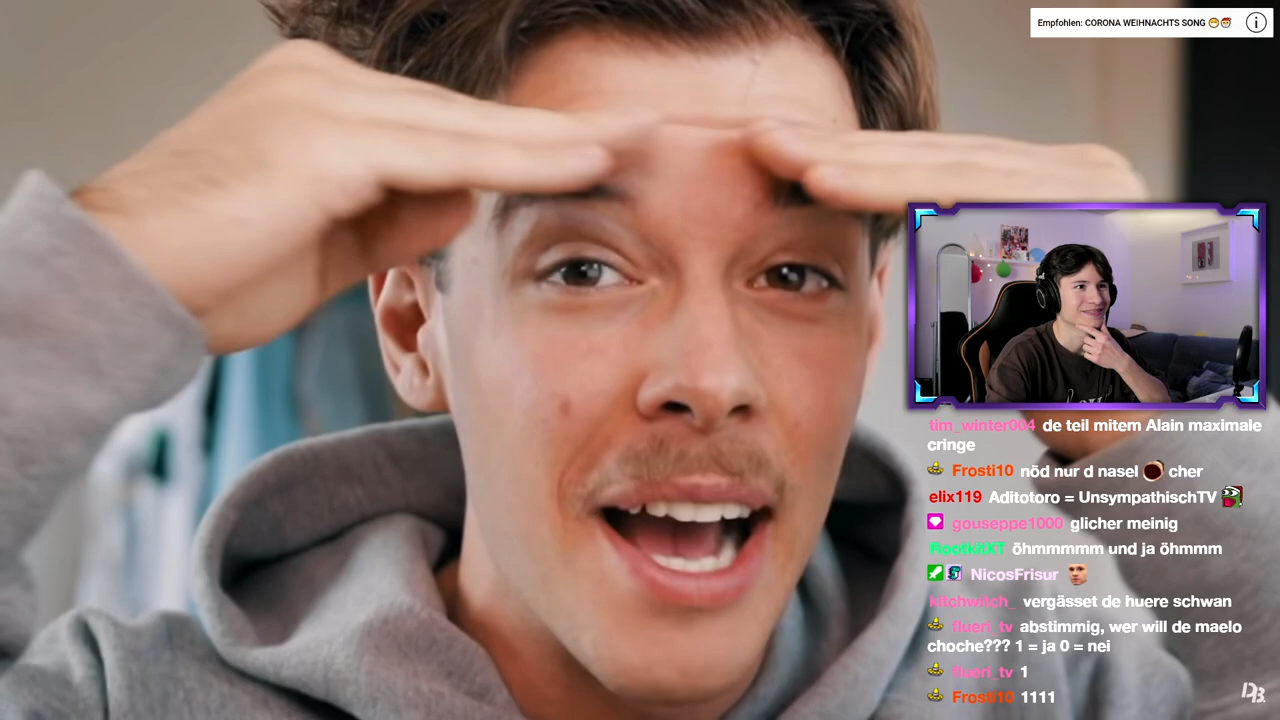 Empfohlen: CORONA WEIHNACHTS SONG 😷🎅
tim_winter004 de teil mitem Alain maximale
cringe
Frosti10 nöd nur d nasel cher
elix119 Aditotoro = UnsympathischTV
gouseppe1000 glicher meinig
öhmmmmm und ja öhmmm
NicosFrisur
kitchwitch_ vergässet de huere schwan
flueri_tv abstimmig, wer will de maelo
choche??? 1 = ja 0 = nei
flueri_tv 1
Frosti10 1111